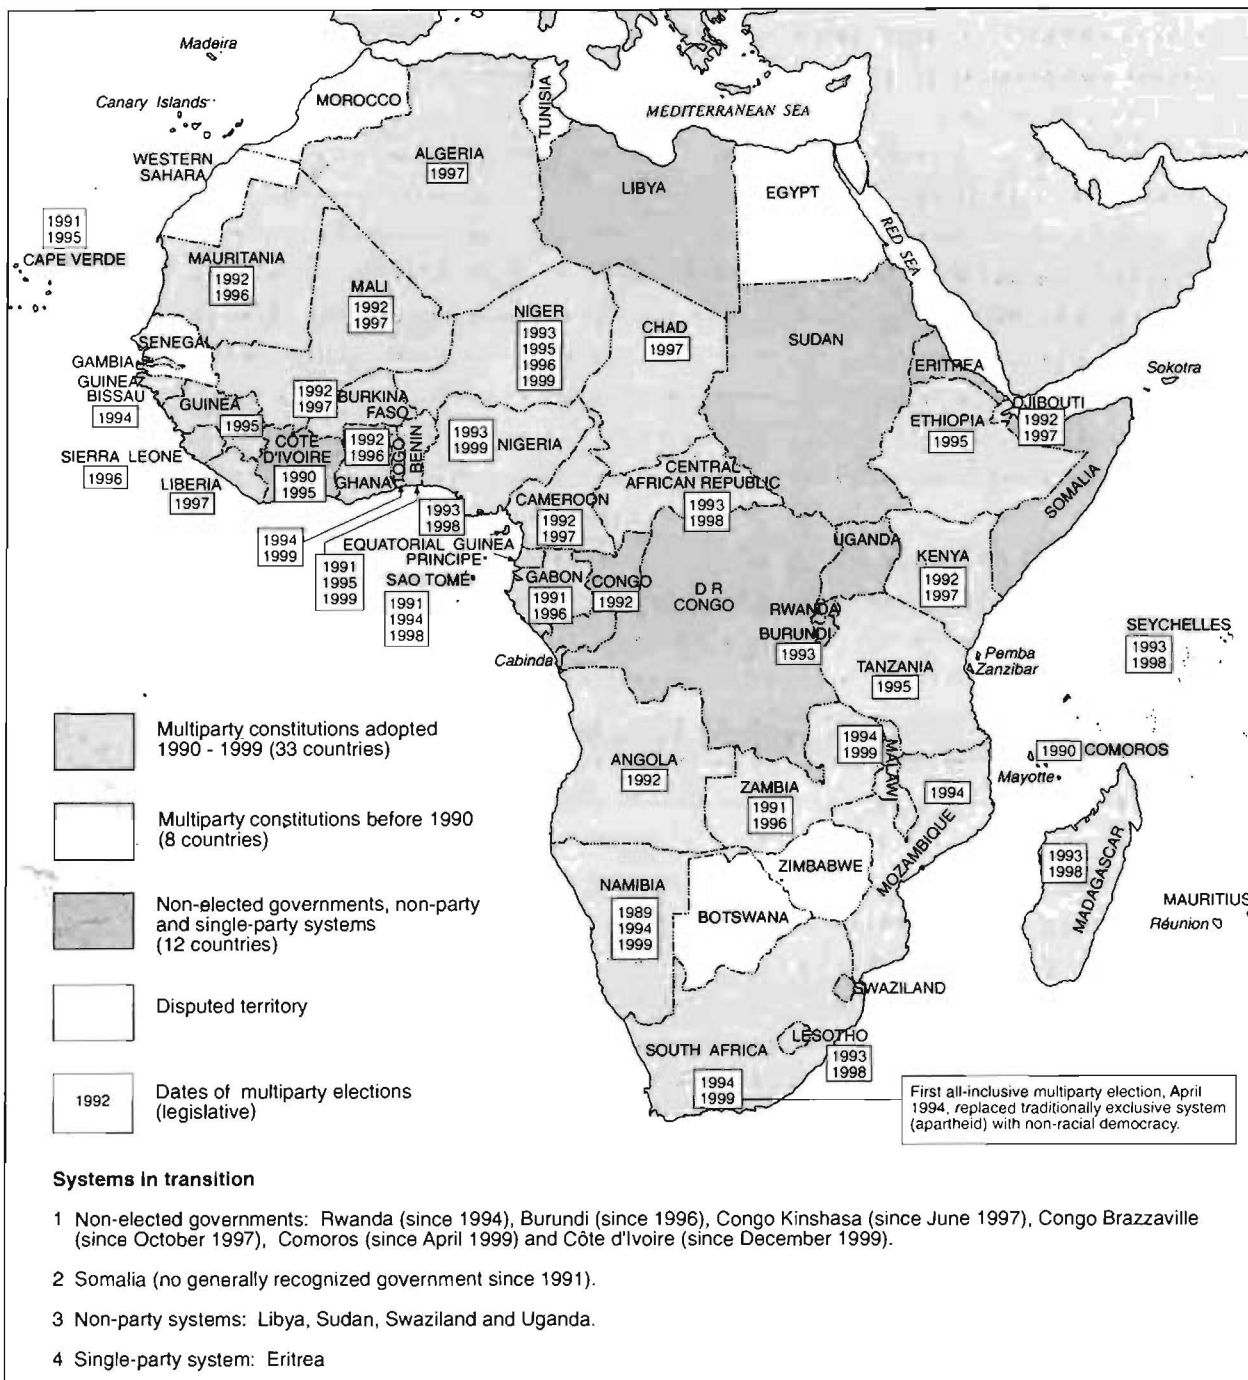 Madeira
Canary Islands
MOROCCO
TUNISIA
MEDITERRANEAN SEA
WESTERN
SAHARA
ALGERIA
1997
LIBYA
EGYPT
RED SEA
1991
1995
CAPE VERDE
MAURITANIA
1992
1996
MALI
1992
1997
NIGER
1993
1995
1996
1999
CHAD
1997
SUDAN
ERITREA
Sokotra
SENEGAL
GAMBIA
GUINEA
BISSAU
1994
GUINEA
1995
1992
1997
BURKINA
FASO
DJIBOUTI
1992
1997
ETHIOPIA
1995
SOMALIA
SIERRA LEONE
1996
LIBERIA
1997
CÔTE
D'IVOIRE
1990
1995
1992
1996
GHANA
TOGO
BENIN
1993
1999
NIGERIA
CENTRAL
AFRICAN REPUBLIC
1993
1998
CAMEROON
1992
1997
1994
1999
1991
1995
1999
1993
1998
EQUATORIAL GUINEA
PRINCIPE
SAO TOMÉ
1991
1994
1998
GABON
1991
1996
CONGO
1992
D R
CONGO
UGANDA
KENYA
1992
1997
RWANDA
BURUNDI
1993
TANZANIA
1995
Pemba
Zanzibar
SEYCHELLES
1993
1998
Cabinda
ANGOLA
1992
ZAMBIA
1991
1996
1994
1999
MALAWI
1994
MOZAMBIQUE
1990 COMOROS
Mayotte
1993
1998
MADAGASCAR
MAURITIUS
Réunion
ZIMBABWE
NAMIBIA
1989
1994
1999
BOTSWANA
SWAZILAND
SOUTH AFRICA
1994
1999
LESOTHO
1993
1998
First all-inclusive multiparty election, April
1994, replaced traditionally exclusive system
(apartheid) with non-racial democracy.
Multiparty constitutions adopted
1990 - 1999 (33 countries)
Multiparty constitutions before 1990
(8 countries)
Non-elected governments, non-party
and single-party systems
(12 countries)
Disputed territory
1992
Dates of multiparty elections
(legislative)
Systems in transition
1 Non-elected governments: Rwanda (since 1994), Burundi (since 1996), Congo Kinshasa (since June 1997), Congo Brazzaville
(since October 1997), Comoros (since April 1999) and Côte d'Ivoire (since December 1999).
2 Somalia (no generally recognized government since 1991).
3 Non-party systems: Libya, Sudan, Swaziland and Uganda.
4 Single-party system: Eritrea